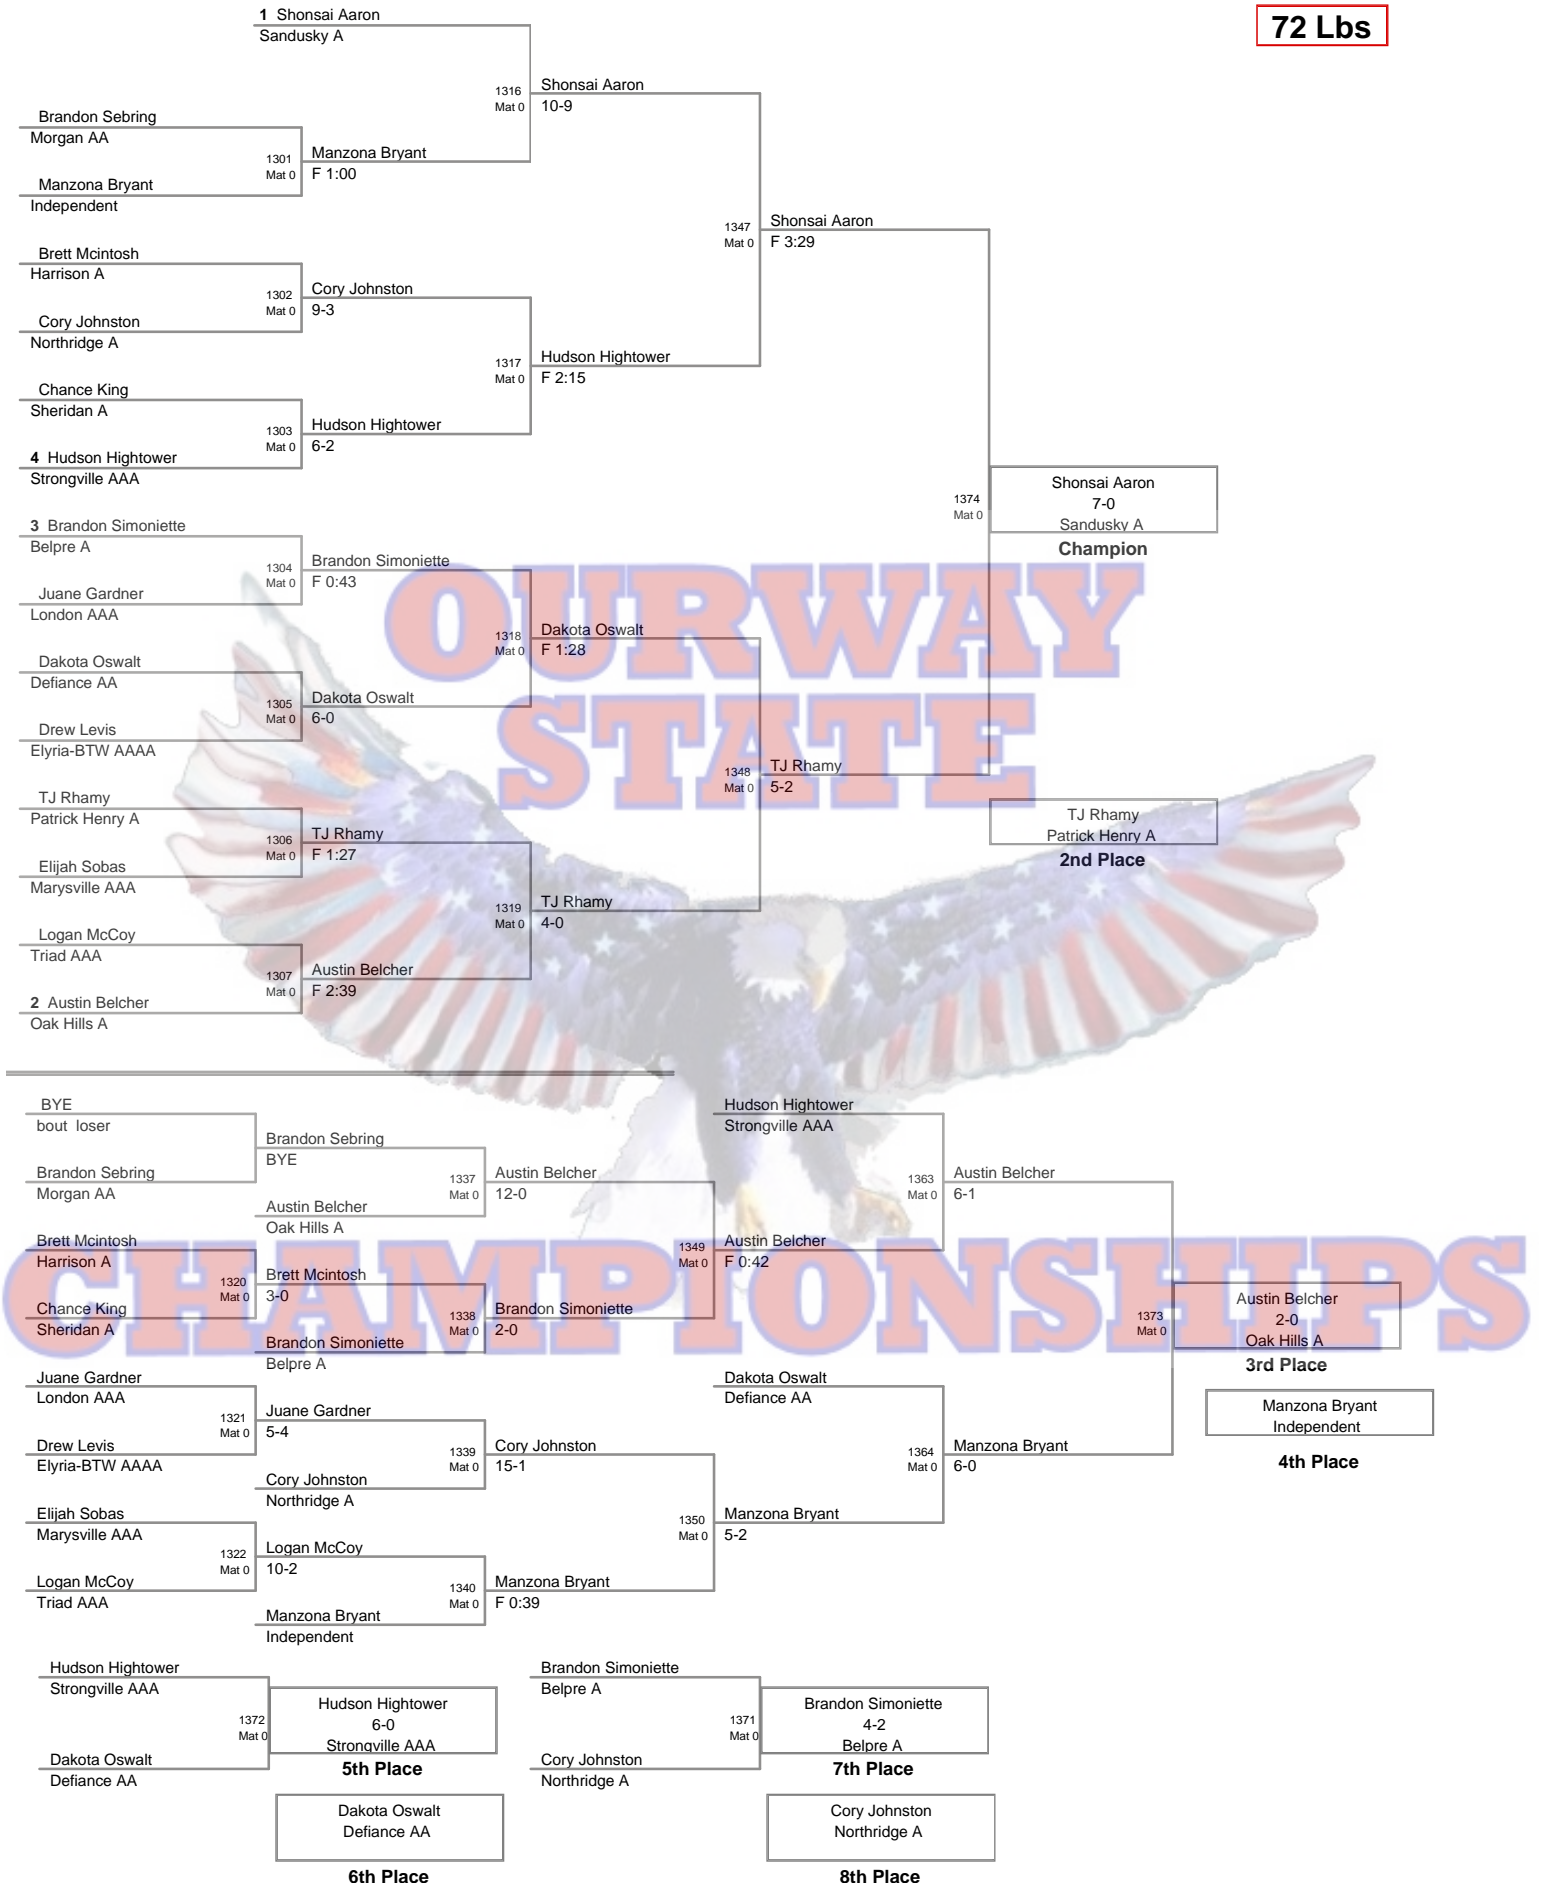 72 Lbs
1 Shonsai Aaron
Sandusky A
1316
Mat 0
Shonsai Aaron
10-9
Brandon Sebring
Morgan AA
1301
Mat 0
Manzona Bryant
F 1:00
Manzona Bryant
Independent
1347
Mat 0
Shonsai Aaron
F 3:29
Brett Mcintosh
Harrison A
1302
Mat 0
Cory Johnston
9-3
Cory Johnston
Northridge A
1317
Mat 0
Hudson Hightower
F 2:15
Chance King
Sheridan A
1303
Mat 0
Hudson Hightower
6-2
4 Hudson Hightower
Strongville AAA
1374
Mat 0
Shonsai Aaron
7-0
Sandusky A
Champion
3 Brandon Simoniette
Belpre A
1304
Mat 0
Brandon Simoniette
F 0:43
Juane Gardner
London AAA
1318
Mat 0
Dakota Oswalt
F 1:28
Dakota Oswalt
Defiance AA
1305
Mat 0
Dakota Oswalt
6-0
Drew Levis
Elyria-BTW AAAA
1348
Mat 0
TJ Rhamy
5-2
TJ Rhamy
Patrick Henry A
2nd Place
TJ Rhamy
Patrick Henry A
1306
Mat 0
TJ Rhamy
F 1:27
Elijah Sobas
Marysville AAA
1319
Mat 0
TJ Rhamy
4-0
Logan McCoy
Triad AAA
1307
Mat 0
Austin Belcher
F 2:39
2 Austin Belcher
Oak Hills A
OURWAY
STATE
CHAMPIONSHIPS
BYE
bout loser
Brandon Sebring
BYE
Brandon Sebring
Morgan AA
1337
Mat 0
Austin Belcher
12-0
Austin Belcher
Oak Hills A
Hudson Hightower
Strongville AAA
1363
Mat 0
Austin Belcher
6-1
Brett Mcintosh
Harrison A
1320
Mat 0
Brett Mcintosh
3-0
Chance King
Sheridan A
1349
Mat 0
Austin Belcher
F 0:42
1338
Mat 0
Brandon Simoniette
2-0
Brandon Simoniette
Belpre A
1373
Mat 0
Austin Belcher
2-0
Oak Hills A
3rd Place
Manzona Bryant
Independent
4th Place
Juane Gardner
London AAA
1321
Mat 0
Juane Gardner
5-4
Drew Levis
Elyria-BTW AAAA
1339
Mat 0
Cory Johnston
15-1
Cory Johnston
Northridge A
Dakota Oswalt
Defiance AA
1364
Mat 0
Manzona Bryant
6-0
Elijah Sobas
Marysville AAA
1322
Mat 0
Logan McCoy
10-2
Logan McCoy
Triad AAA
1350
Mat 0
Manzona Bryant
5-2
1340
Mat 0
Manzona Bryant
F 0:39
Manzona Bryant
Independent
Hudson Hightower
Strongville AAA
1372
Mat 0
Hudson Hightower
6-0
Strongville AAA
5th Place
Dakota Oswalt
Defiance AA
Dakota Oswalt
Defiance AA
6th Place
Brandon Simoniette
Belpre A
1371
Mat 0
Brandon Simoniette
4-2
Belpre A
7th Place
Cory Johnston
Northridge A
Cory Johnston
Northridge A
8th Place